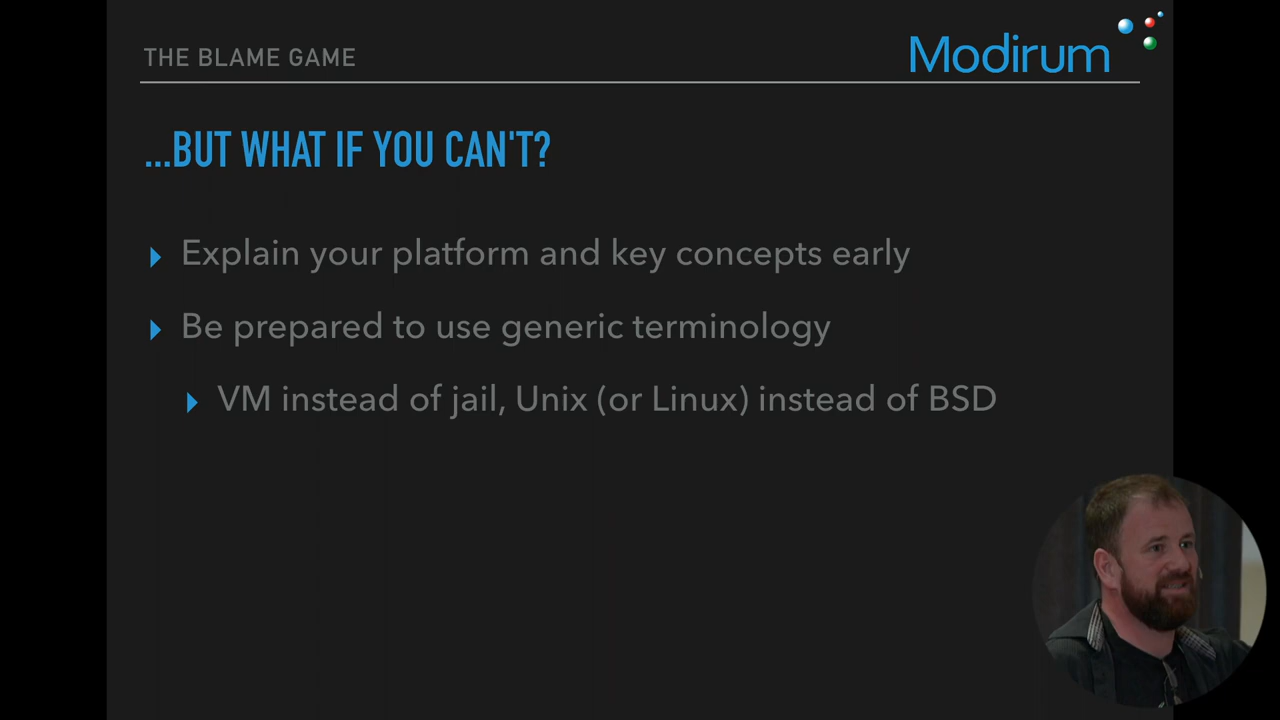 THE BLAME GAME
Modirum
...BUT WHAT IF YOU CAN'T?
Explain your platform and key concepts early
Be prepared to use generic terminology
VM instead of jail, Unix (or Linux) instead of BSD